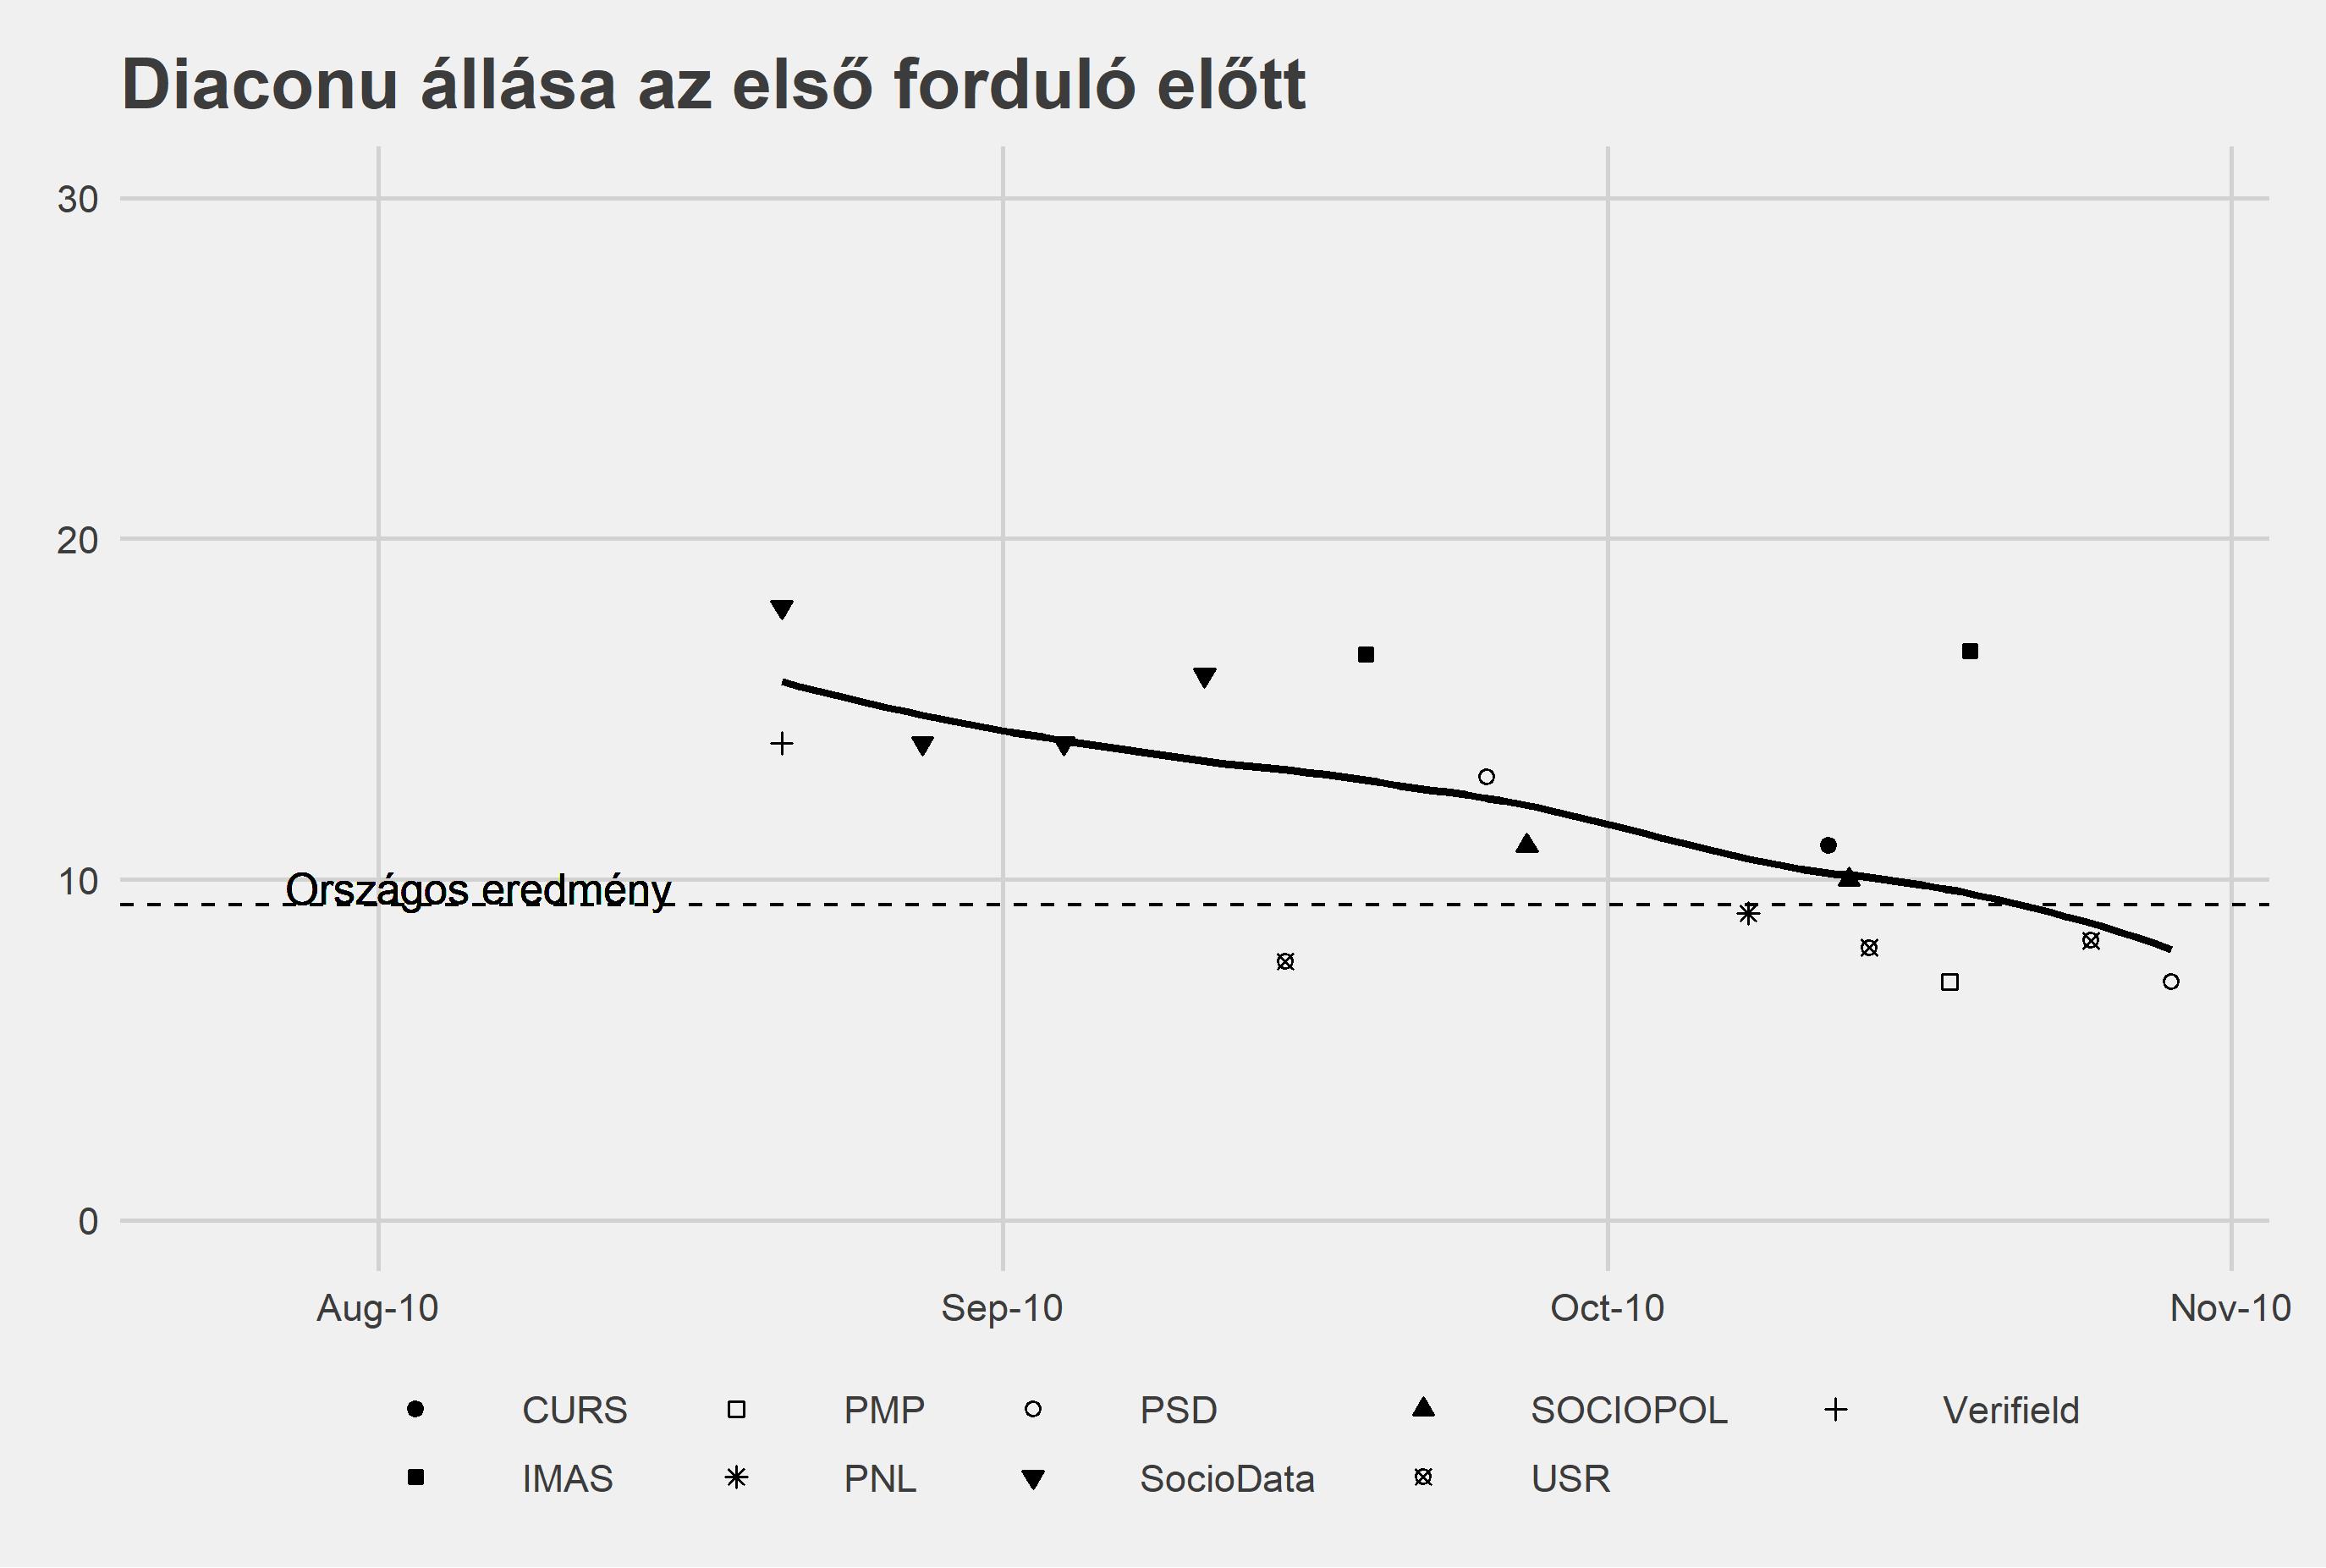 Diaconu állása az első forduló előtt
30
20
10
0
Országos eredmény
Aug-10 Sep-10 Oct-10 Nov-10
CURS PMP PSD SOCIOPOL Verifield
IMAS PNL SocioData USR